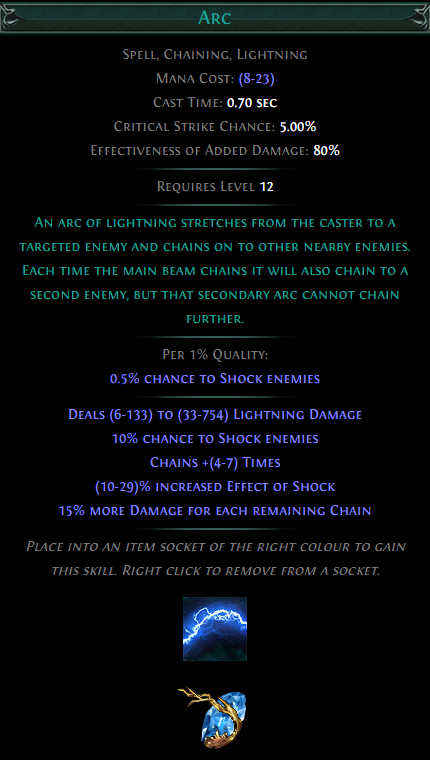 Arc
Spell, Chaining, Lightning
Mana Cost: (8-23)
Cast Time: 0.70 sec
Critical Strike Chance: 5.00%
Effectiveness of Added Damage: 80%
Requires Level 12
An arc of lightning stretches from the caster to a
targeted enemy and chains on to other nearby enemies.
Each time the main beam chains it will also chain to a
second enemy, but that secondary arc cannot chain
further.
Per 1% Quality:
0.5% chance to Shock enemies
Deals (6-133) to (33-754) Lightning Damage
10% chance to Shock enemies
Chains +(4-7) Times
(10-29)% increased Effect of Shock
15% more Damage for each remaining Chain
Place into an item socket of the right colour to gain
this skill. Right click to remove from a socket.